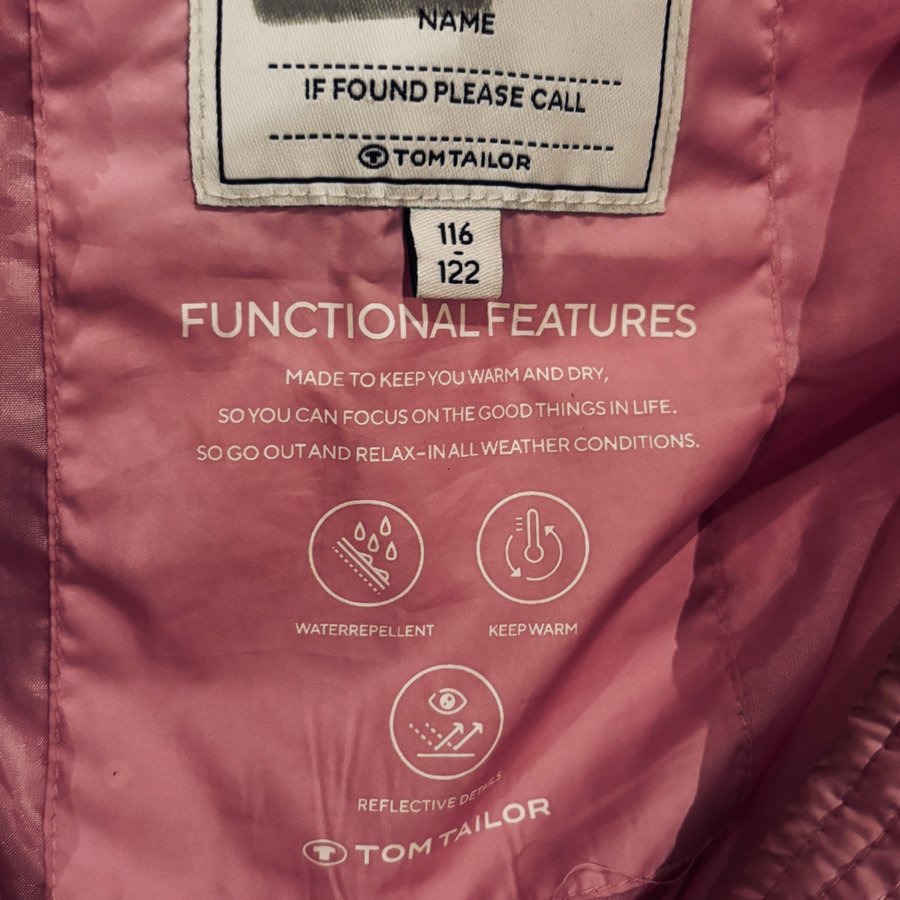 NAME
IF FOUND PLEASE CALL
TOM TAILOR
116
-
122
FUNCTIONAL FEATURES
MADE TO KEEP YOU WARM AND DRY,
SO YOU CAN FOCUS ON THE GOOD THINGS IN LIFE.
SO GO OUT AND RELAX-IN ALL WEATHER CONDITIONS.
WATERREPELLENT
KEEP WARM
REFLECTIVE DETAILS
TOM TAILOR